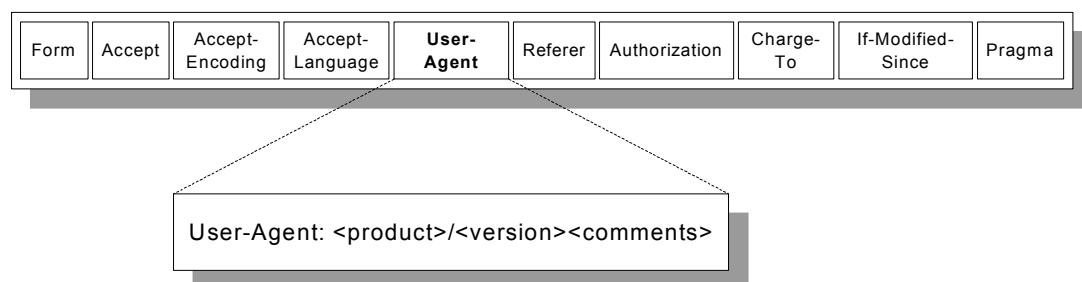 Form
Accept
Accept-
Encoding
Accept-
Language
User-
Agent
Referer
Authorization
Charge-
To
If-Modified-
Since
Pragma
User-Agent: <product>/<version><comments>